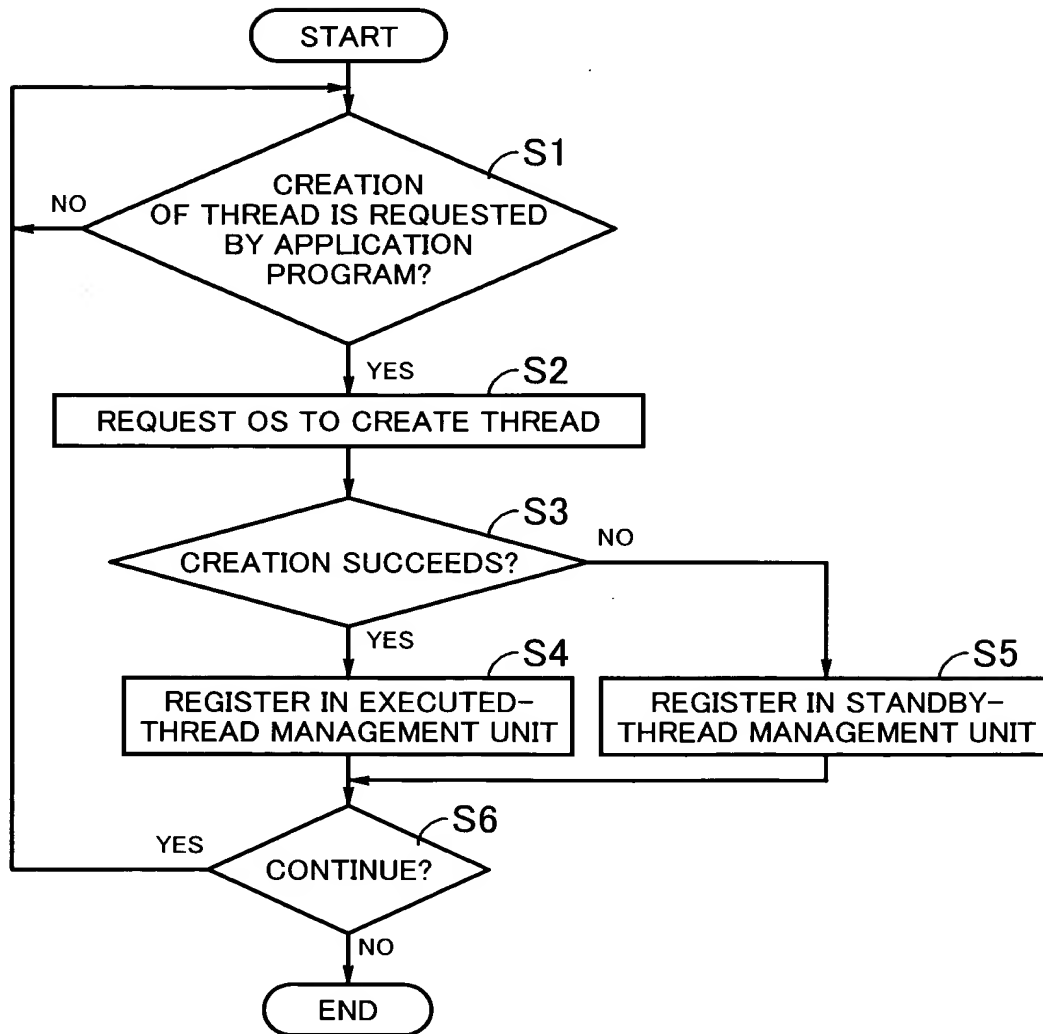 START
S1
CREATION
OF THREAD IS REQUESTED
BY APPLICATION
PROGRAM?
NO
YES
S2
REQUEST OS TO CREATE THREAD
S3
CREATION SUCCEEDS?
NO
YES
S4
REGISTER IN EXECUTED-
THREAD MANAGEMENT UNIT
S5
REGISTER IN STANDBY-
THREAD MANAGEMENT UNIT
S6
YES
CONTINUE?
NO
END